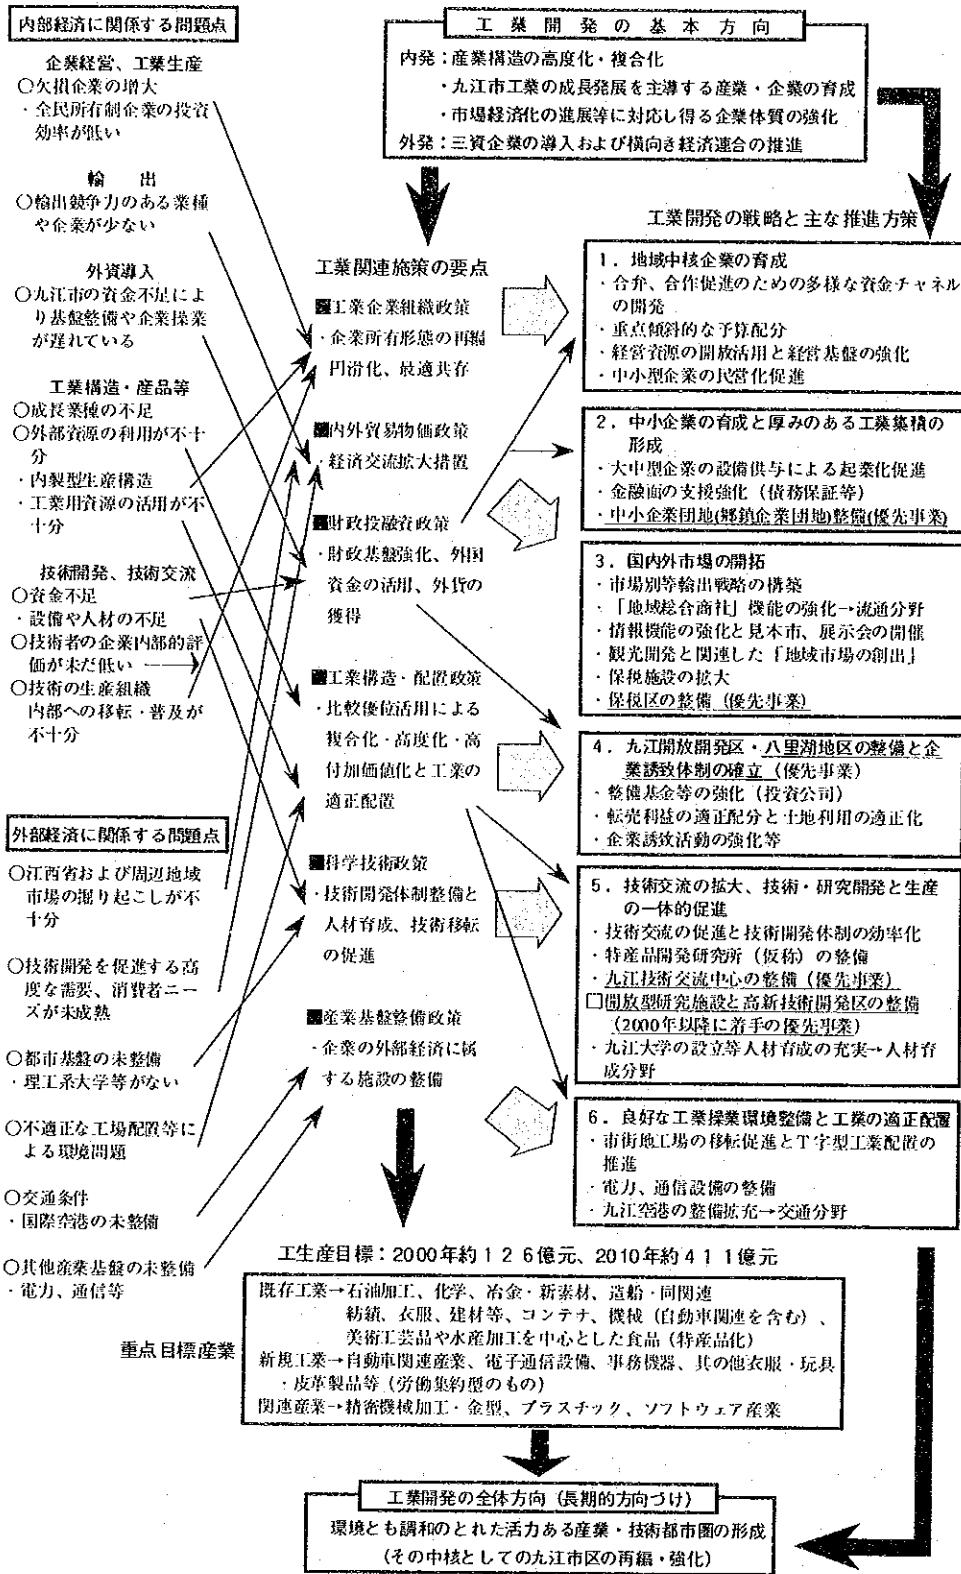 内部経済に関係する問題点
企業経営、工業生産
○欠損企業の増大
・全民所有制企業の投資
効率が低い
輸　出
○輸出競争力のある業種
や企業が少ない
外資導入
○九江市の資金不足によ
り基盤整備や企業操業
が遅れている
工業構造・産品等
○成長業種の不足
○外部資源の利用が不十
分
・内製型生産構造
・工業用資源の活用が不
十分
技術開発、技術交流
○資金不足
・設備や人材の不足
○技術者の企業内部的評
価が未だ低い
○技術の生産組織
内部への移転・普及が
不十分
外部経済に関係する問題点
○江西省および周辺地域
市場の掘り起こしが不
十分
○技術開発を促進する高
度な需要、消費者ニー
ズが未成熟
○都市基盤の未整備
・理工系大学等がない
○不適正な工場配置等に
よる環境問題
○交通条件
・国際空港の未整備
○其他産業基盤の未整備
・電力、通信等
工業開発の基本方向
内発：産業構造の高度化・複合化
・九江市工業の成長発展を主導する産業・企業の育成
・市場経済化の進展等に対応し得る企業体質の強化
外発：三資企業の導入および横向き経済連合の推進
工業関連施策の要点
■工業企業組織政策
・企業所有形態の再編
円滑化、最適共存
■内外貿易物価政策
・経済交流拡大措置
■財政投融資政策
・財政基盤強化、外国
資金の活用、外貨の
獲得
■工業構造・配置政策
・比較優位活用による
複合化・高度化・高
付加価値化と工業の
適正配置
■科学技術政策
・技術開発体制整備と
人材育成、技術移転
の促進
■産業基盤整備政策
・企業の外部経済に属
する施設の整備
工業開発の戦略と主な推進方策
1．地域中核企業の育成
・合弁、合作促進のための多様な資金チャネル
の開発
・重点傾斜的な予算配分
・経営資源の開放活用と経営基盤の強化
・中小型企業の民営化促進
2．中小企業の育成と厚みのある工業集積の
形成
・大中型企業の設備供与による起業化促進
・金融面の支援強化（債務保証等）
・中小企業団地(郷鎮企業団地)整備(優先事業)
3．国内外市場の開拓
・市場別等輸出戦略の構築
・「地域総合商社」機能の強化→流通分野
・情報機能の強化と見本市、展示会の開催
・観光開発と関連した「地域市場の創出」
・保税施設の拡大
・保税区の整備（優先事業）
4．九江開放開発区・八里湖地区の整備と企
業誘致体制の確立（優先事業）
・整備基金等の強化（投資公司）
・転売利益の適正配分と土地利用の適正化
・企業誘致活動の強化等
5．技術交流の拡大、技術・研究開発と生産
の一体的促進
・技術交流の促進と技術開発体制の効率化
・特産品開発研究所（仮称）の整備
・九江技術交流中心の整備（優先事業）
□開放型研究施設と高新技術開発区の整備
(2000年以降に着手の優先事業)
・九江大学の設立等人材育成の充実→人材育
成分野
6．良好な工業操業環境整備と工業の適正配置
・市街地工場の移転促進とＴ字型工業配置の
推進
・電力、通信設備の整備
・九江空港の整備拡充→交通分野
工生産目標：2000年約１２６億元、2010年約４１１億元
重点目標産業
既存工業→石油加工、化学、冶金・新素材、造船・同関連
紡績、衣服、建材等、コンテナ、機械（自動車関連を含む）、
美術工芸品や水産加工を中心とした食品（特産品化）
新規工業→自動車関連産業、電子通信設備、事務機器、其の他衣服・玩具
・皮革製品等（労働集約型のもの）
関連産業→精密機械加工・金型、プラスチック、ソフトウェア産業
工業開発の全体方向（長期的方向づけ）
環境とも調和のとれた活力ある産業・技術都市圏の形成
（その中核としての九江市区の再編・強化）